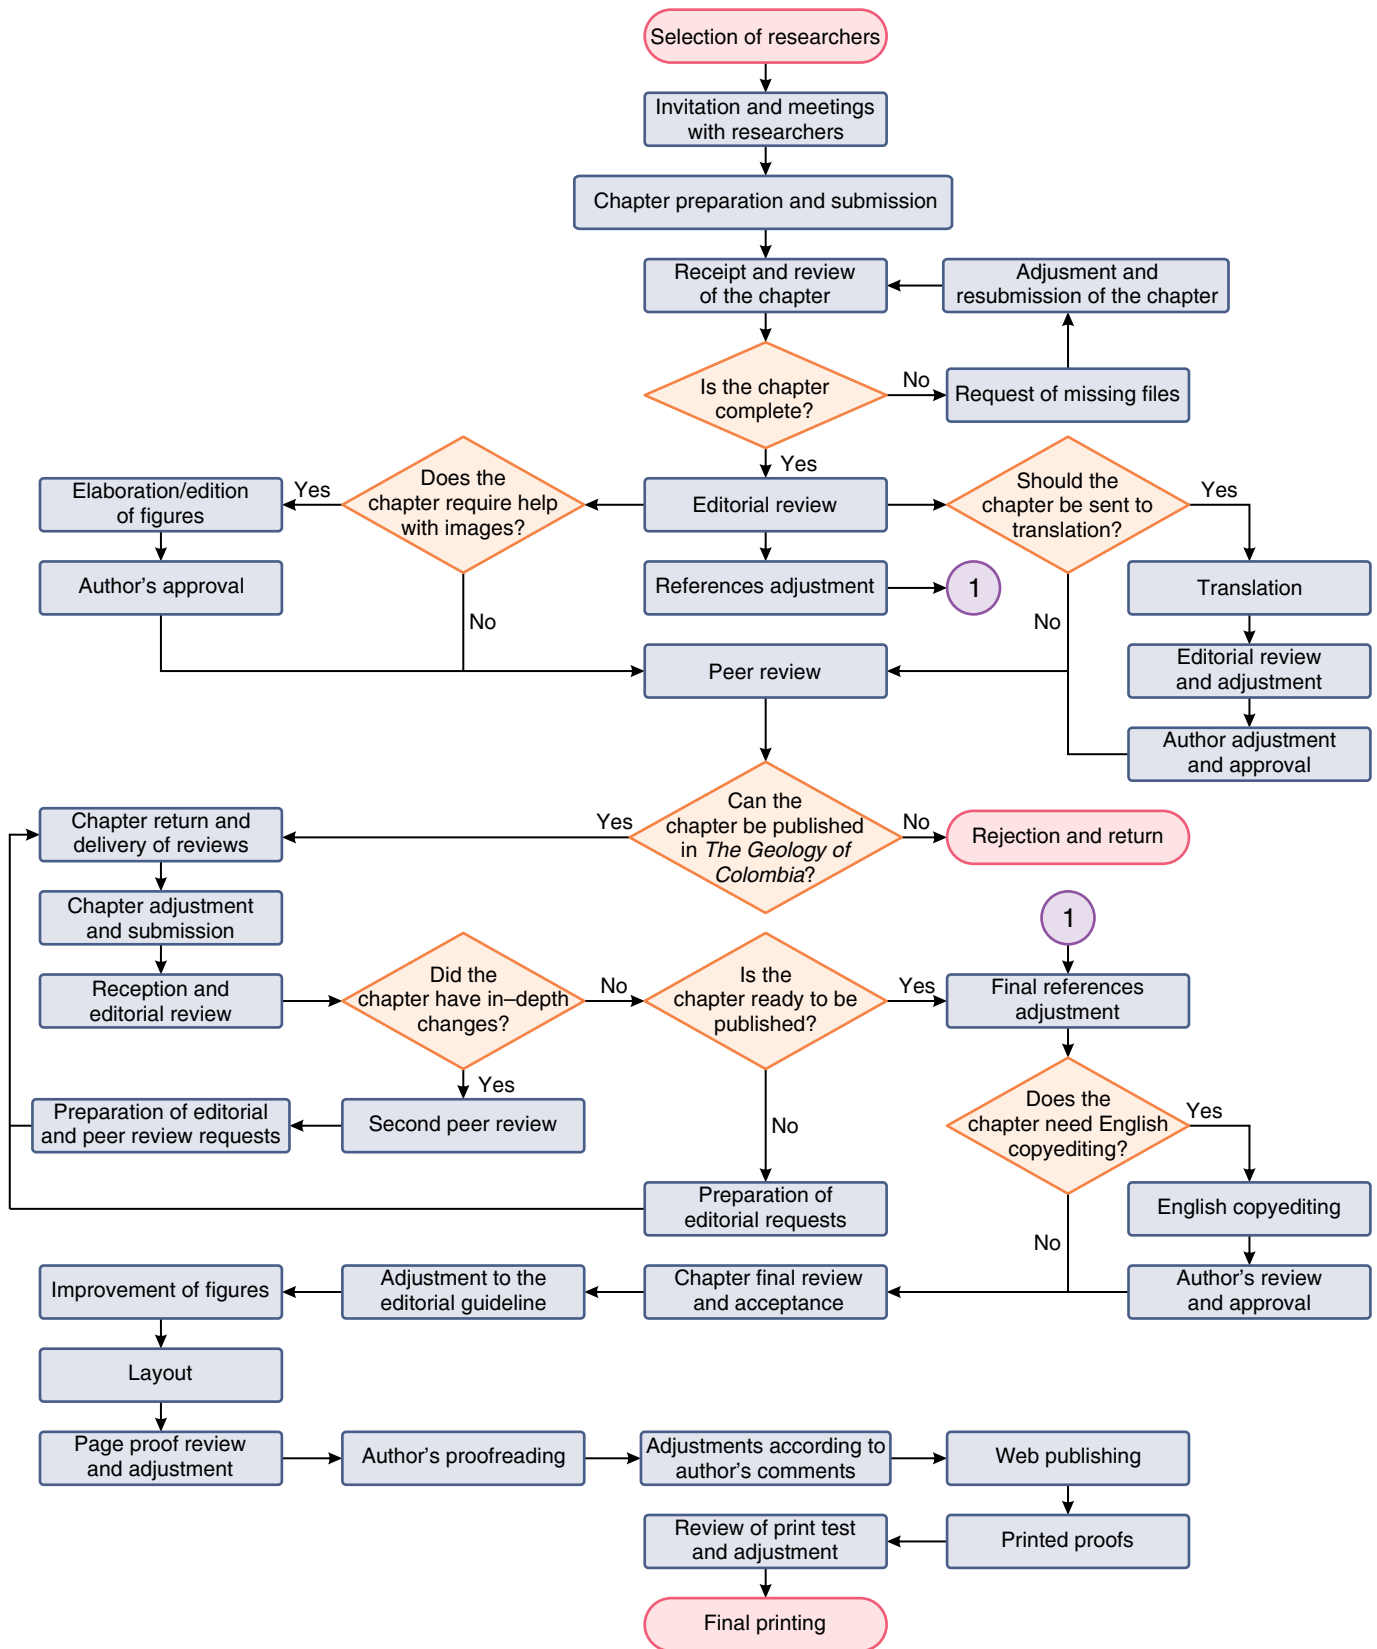 Selection of researchers
Invitation and meetings
with researchers
Chapter preparation and submission
Receipt and review
of the chapter
Adjusment and
resubmission of the chapter
Is the chapter
complete?
No
Request of missing files
Yes
Does the
chapter require help
with images?
Yes
Elaboration/edition
of figures
Author's approval
No
Editorial review
References adjustment
1
Should the
chapter be sent to
translation?
Yes
Translation
No
Editorial review
and adjustment
Author adjustment
and approval
Peer review
Can the
chapter be published
in The Geology of
Colombia?
Yes
No
Rejection and return
Chapter return and
delivery of reviews
Chapter adjustment
and submission
Reception and
editorial review
Did the
chapter have in–depth
changes?
No
Yes
Second peer review
Preparation of editorial
and peer review requests
Is the
chapter ready to be
published?
Yes
No
Preparation of
editorial requests
1
Final references
adjustment
Does the
chapter need English
copyediting?
Yes
English copyediting
No
Author's review
and approval
Chapter final review
and acceptance
Adjustment to the
editorial guideline
Improvement of figures
Layout
Page proof review
and adjustment
Author's proofreading
Adjustments according to
author's comments
Web publishing
Printed proofs
Review of print test
and adjustment
Final printing